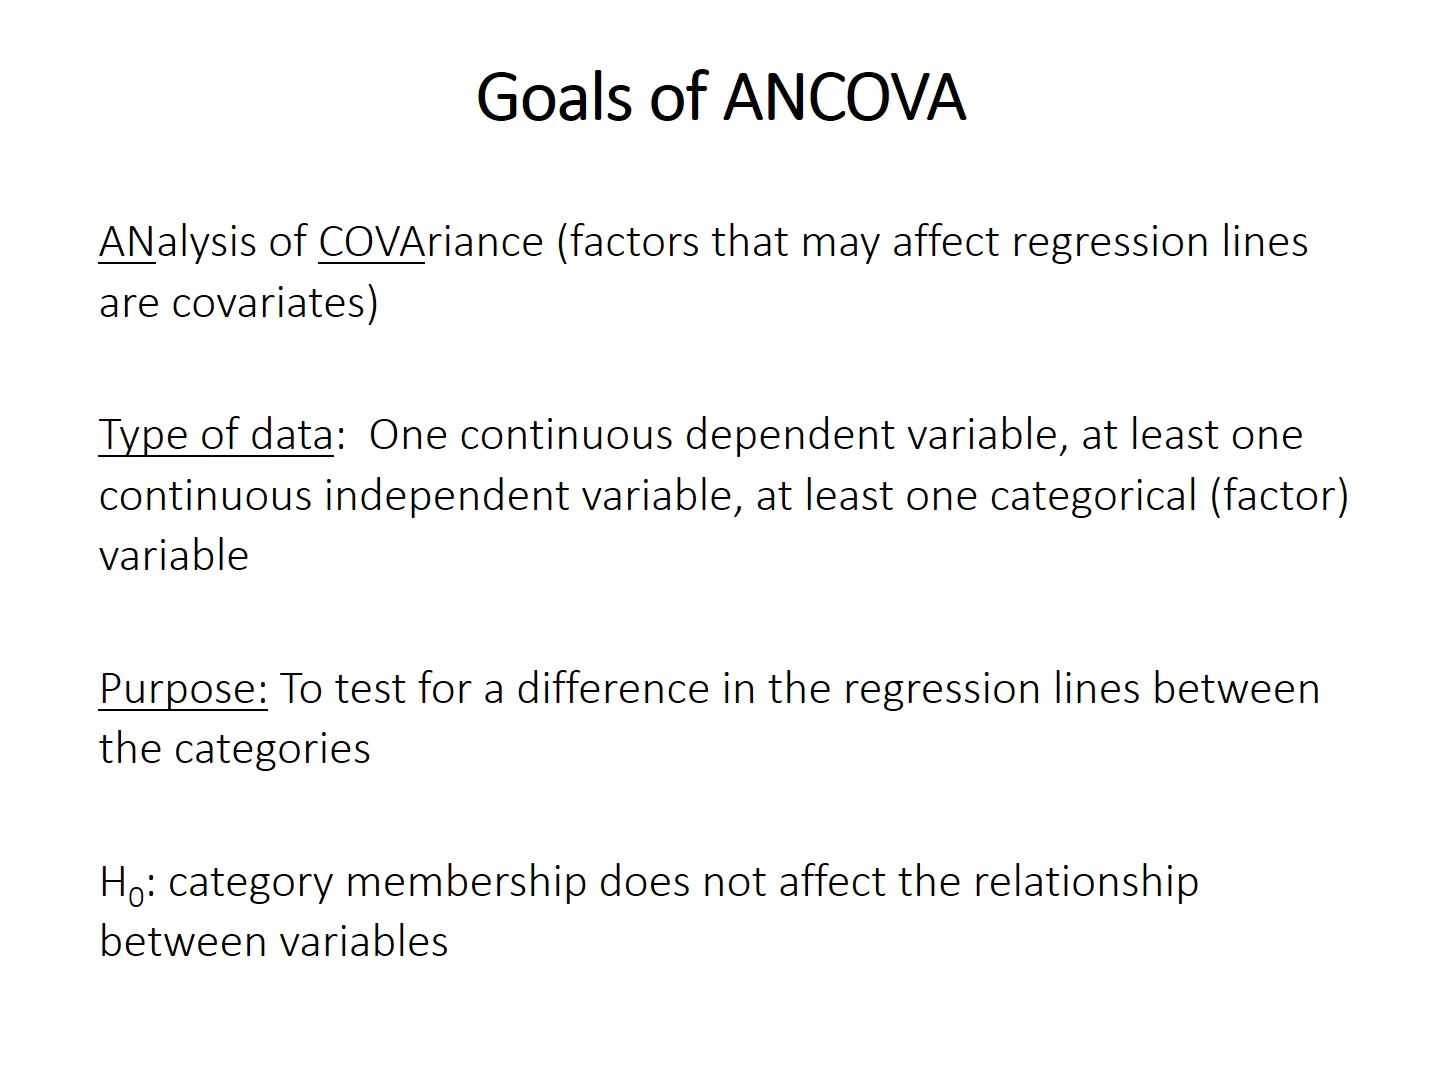 Goals of ANCOVA
ANalysis of COVAriance (factors that may affect regression lines
are covariates)
Type of data:  One continuous dependent variable, at least one
continuous independent variable, at least one categorical (factor)
variable
Purpose: To test for a difference in the regression lines between
the categories
H₀: category membership does not affect the relationship
between variables